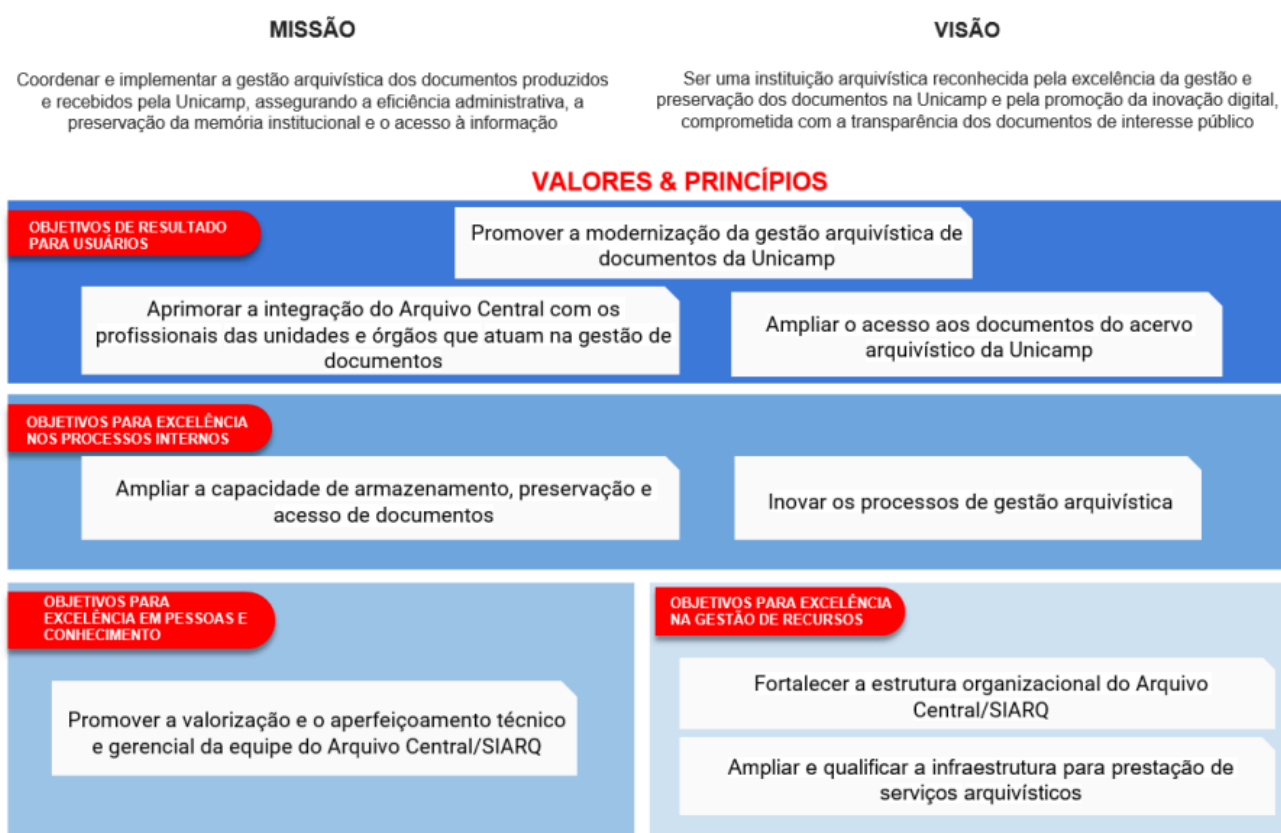 MISSÃO
Coordenar e implementar a gestão arquivística dos documentos produzidos
e recebidos pela Unicamp, assegurando a eficiência administrativa, a
preservação da memória institucional e o acesso à informação
VISÃO
Ser uma instituição arquivística reconhecida pela excelência da gestão e
preservação dos documentos na Unicamp e pela promoção da inovação digital,
comprometida com a transparência dos documentos de interesse público
VALORES & PRINCÍPIOS
OBJETIVOS DE RESULTADO
PARA USUÁRIOS
Promover a modernização da gestão arquivística de
documentos da Unicamp
Aprimorar a integração do Arquivo Central com os
profissionais das unidades e órgãos que atuam na gestão de
documentos
Ampliar o acesso aos documentos do acervo
arquivístico da Unicamp
OBJETIVOS PARA EXCELÊNCIA
NOS PROCESSOS INTERNOS
Ampliar a capacidade de armazenamento, preservação e
acesso de documentos
Inovar os processos de gestão arquivística
OBJETIVOS PARA
EXCELÊNCIA EM PESSOAS E
CONHECIMENTO
Promover a valorização e o aperfeiçoamento técnico
e gerencial da equipe do Arquivo Central/SIARQ
OBJETIVOS PARA EXCELÊNCIA
NA GESTÃO DE RECURSOS
Fortalecer a estrutura organizacional do Arquivo
Central/SIARQ
Ampliar e qualificar a infraestrutura para prestação de
serviços arquivísticos